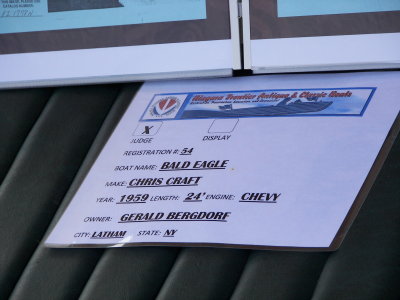 Niagara Frontier Antique & Classic Boats
X
JUDGE DISPLAY
REGISTRATION #: 54
BOAT NAME: BALD EAGLE
MAKE: CHRIS CRAFT
YEAR: 1959 LENGTH: 24' ENGINE: CHEVY
OWNER: GERALD BERGDORF
CITY: LATHAM STATE: NY